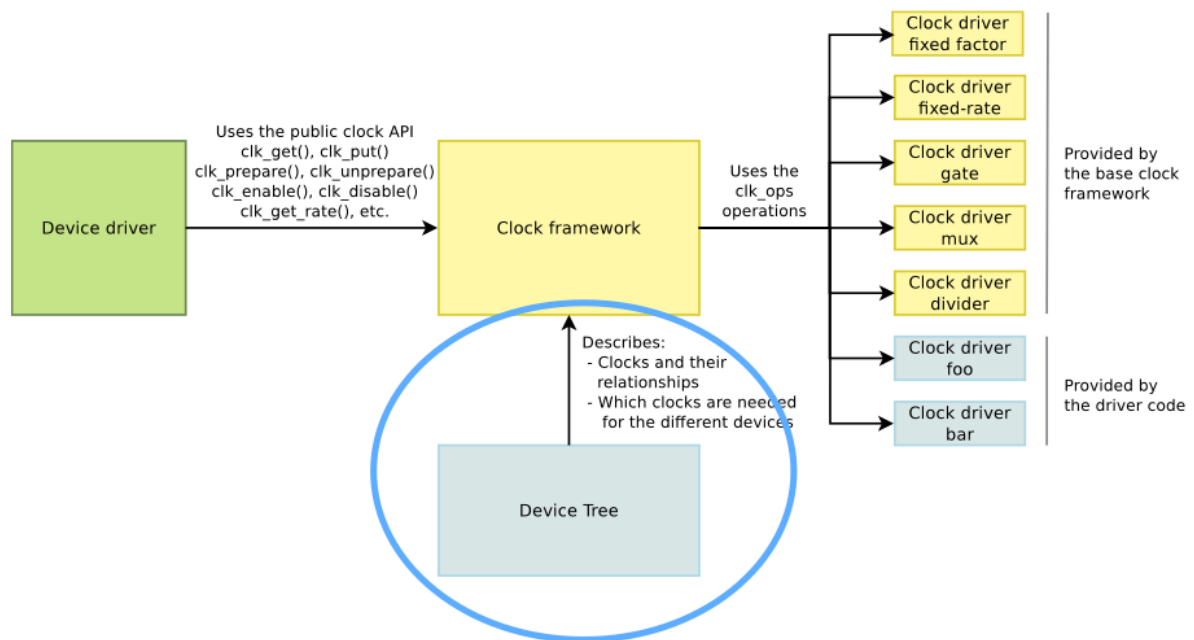 Device driver
Uses the public clock API
clk_get(), clk_put()
clk_prepare(), clk_unprepare()
clk_enable(), clk_disable()
clk_get_rate(), etc.
Clock framework
Describes:
- Clocks and their
relationships
- Which clocks are needed
for the different devices
Device Tree
Uses the
clk_ops
operations
Clock driver
fixed factor
Clock driver
fixed-rate
Clock driver
gate
Clock driver
mux
Clock driver
divider
Provided by
the base clock
framework
Clock driver
foo
Clock driver
bar
Provided by
the driver code